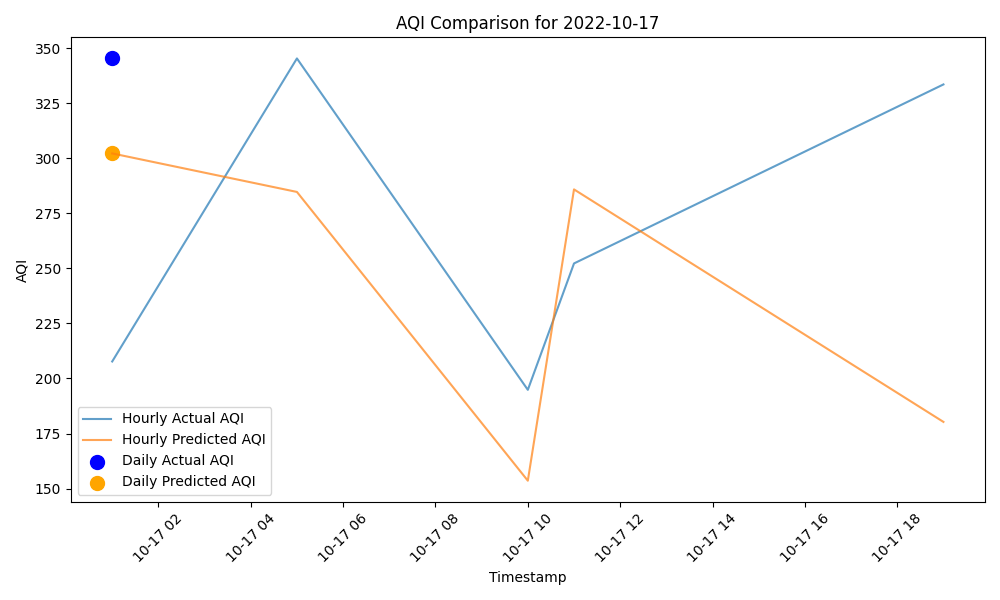 AQI Comparison for 2022-10-17
AQI
350
325
300
275
250
225
200
175
150
Hourly Actual AQI
Hourly Predicted AQI
Daily Actual AQI
Daily Predicted AQI
10-17 02
10-17 04
10-17 06
10-17 08
10-17 10
10-17 12
10-17 14
10-17 16
10-17 18
Timestamp